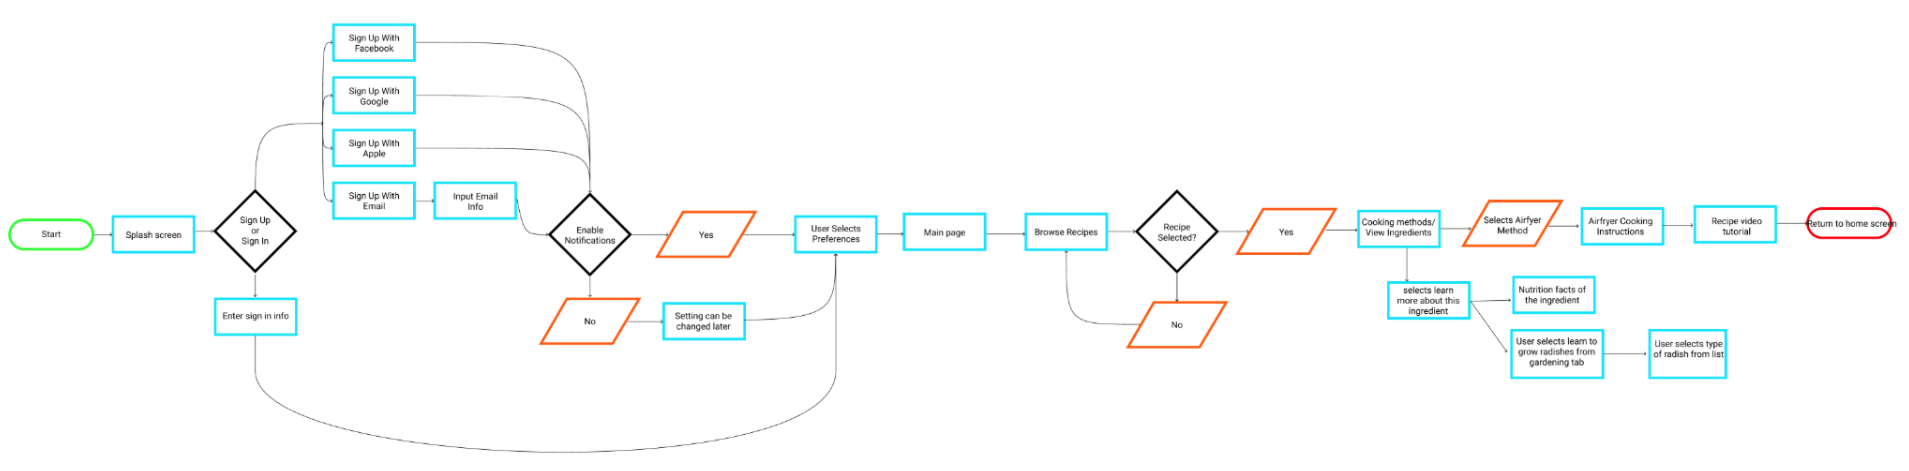 Start
Splash screen
Sign Up
or
Sign In
Enter sign in info
Sign Up With
Facebook
Sign Up With
Google
Sign Up With
Apple
Sign Up With
Email
Input Email
Info
Enable
Notifications
Yes
No
Setting can be
changed later
User Selects
Preferences
Main page
Browse Recipes
Recipe
Selected?
Yes
No
Cooking methods/
View Ingredients
Selects Airfyer
Method
Airfryer Cooking
Instructions
Recipe video
tutorial
Return to home screen
selects learn
more about this
ingredient
Nutrition facts of
the ingredient
User selects learn to
grow radishes from
gardening tab
User selects type
of radish from list